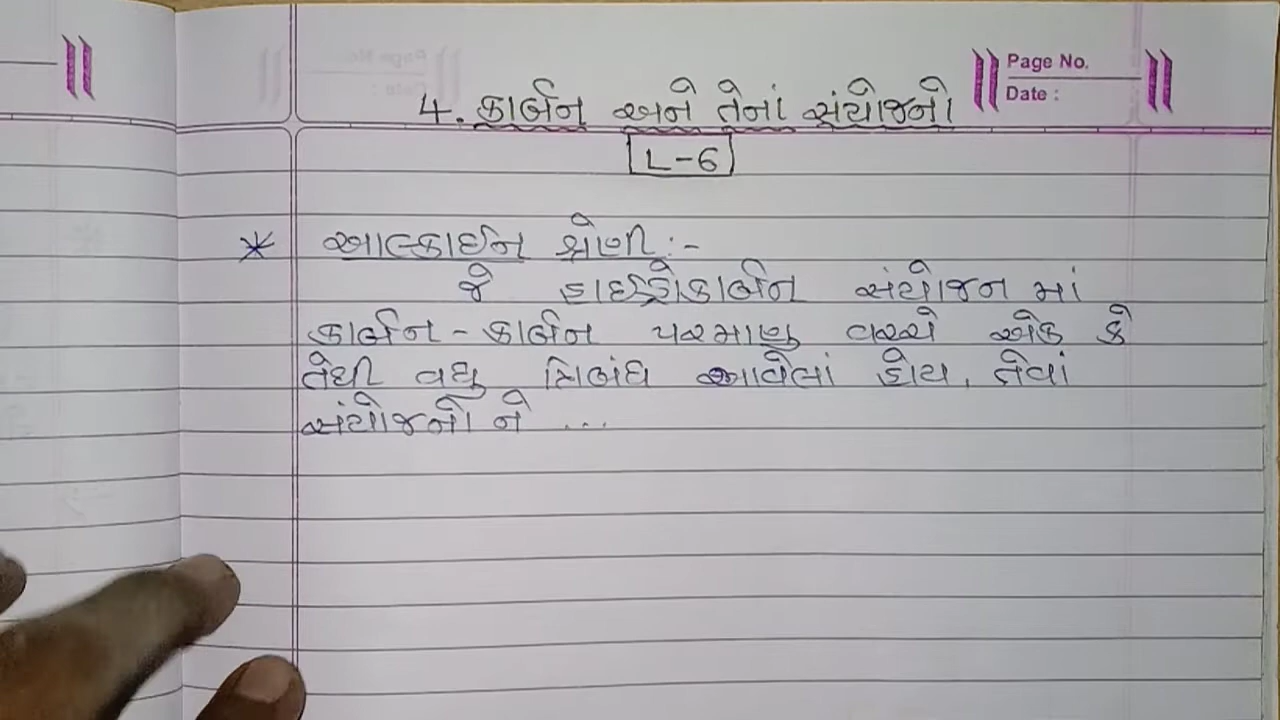 Page No.
Date :
4. કાર્બન અને તેનાં સંયોજનો
L-6
* આલ્કાઈન શ્રેણી :-
જે હાઈડ્રોકાર્બન સંયોજન માં
કાર્બન - કાર્બન પરમાણુ વચ્ચે એક કે
તેથી વધુ ત્રિબંધ આવેલાં હોય, તેવાં
સંયોજનો ને ...